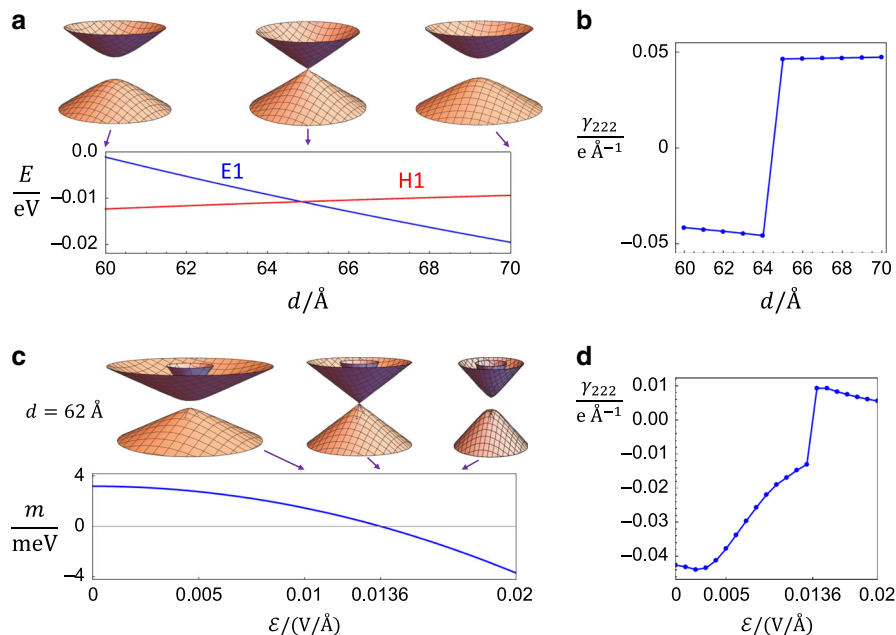 a
E
eV
0.0
−0.01
−0.02
E1
H1
60 62 64 66 68 70
d/Å
b
γ222
e Å−1
0.05
0
−0.05
60 62 64 66 68 70
d/Å
c
d = 62 Å
m
meV
4
0
−4
0 0.005 0.01 0.0136 0.02
ℰ/(V/Å)
d
γ222
e Å−1
0.01
0.00
−0.01
−0.02
−0.03
−0.04
0 0.005 0.0136 0.02
ℰ/(V/Å)